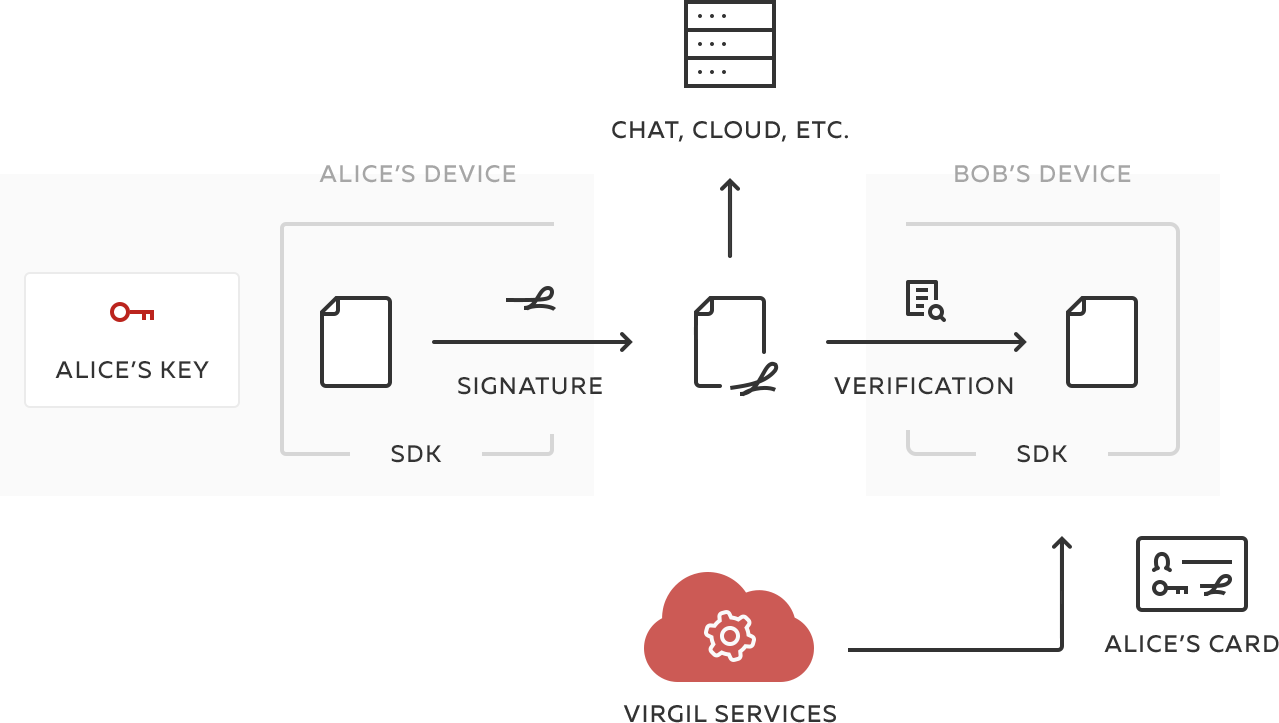 CHAT, CLOUD, ETC.
ALICE’S DEVICE
BOB’S DEVICE
ALICE’S KEY
SIGNATURE
VERIFICATION
SDK
SDK
ALICE’S CARD
VIRGIL SERVICES